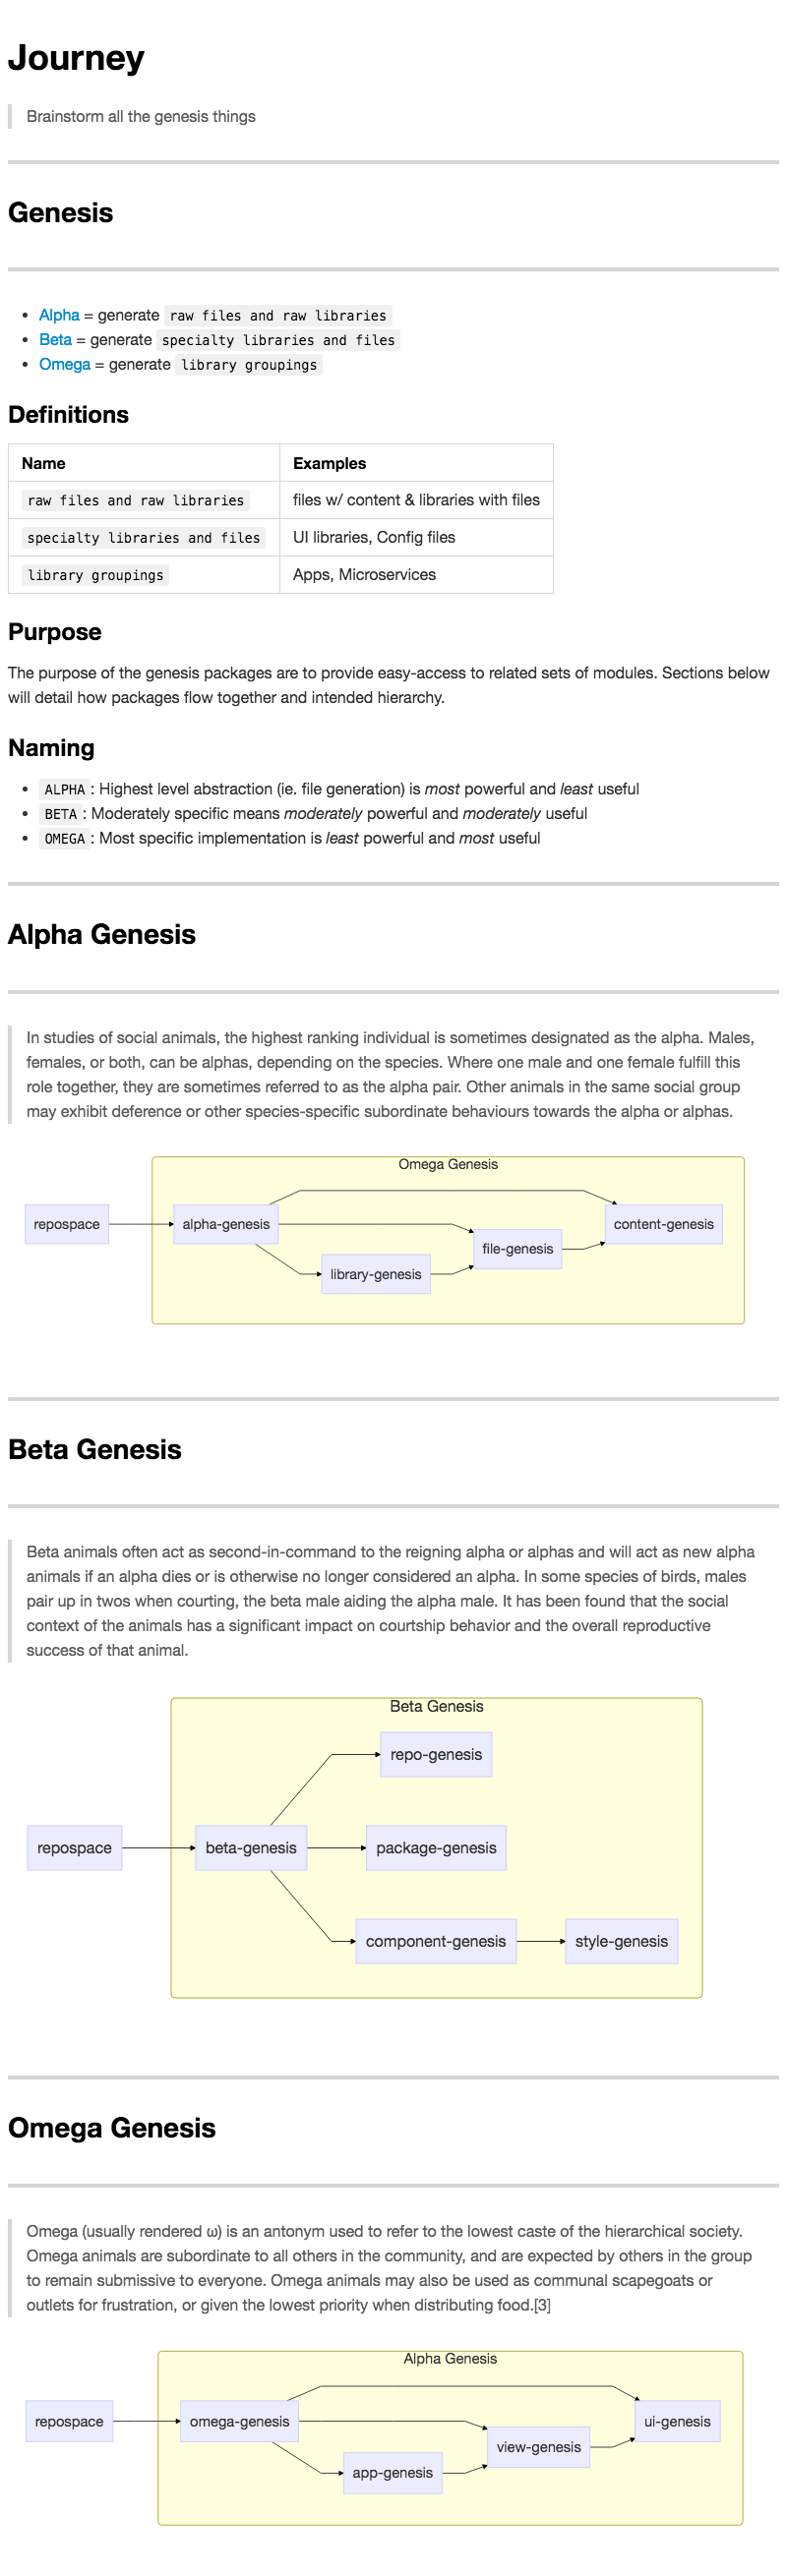 Journey
Brainstorm all the genesis things
Genesis
Alpha = generate raw files and raw libraries
Beta = generate specialty libraries and files
Omega = generate library groupings
Definitions
Name Examples
raw files and raw libraries files w/ content & libraries with files
specialty libraries and files UI libraries, Config files
library groupings Apps, Microservices
Purpose
The purpose of the genesis packages are to provide easy-access to related sets of modules. Sections below
will detail how packages flow together and intended hierarchy.
Naming
ALPHA: Highest level abstraction (ie. file generation) is most powerful and least useful
BETA: Moderately specific means moderately powerful and moderately useful
OMEGA: Most specific implementation is least powerful and most useful
Alpha Genesis
In studies of social animals, the highest ranking individual is sometimes designated as the alpha. Males,
females, or both, can be alphas, depending on the species. Where one male and one female fulfill this
role together, they are sometimes referred to as the alpha pair. Other animals in the same social group
may exhibit deference or other species-specific subordinate behaviours towards the alpha or alphas.
Omega Genesis
repospace
alpha-genesis
content-genesis
file-genesis
library-genesis
Beta Genesis
Beta animals often act as second-in-command to the reigning alpha or alphas and will act as new alpha
animals if an alpha dies or is otherwise no longer considered an alpha. In some species of birds, males
pair up in twos when courting, the beta male aiding the alpha male. It has been found that the social
context of the animals has a significant impact on courtship behavior and the overall reproductive
success of that animal.
Beta Genesis
repo-genesis
repospace
beta-genesis
package-genesis
component-genesis
style-genesis
Omega Genesis
Omega (usually rendered ω) is an antonym used to refer to the lowest caste of the hierarchical society.
Omega animals are subordinate to all others in the community, and are expected by others in the group
to remain submissive to everyone. Omega animals may also be used as communal scapegoats or
outlets for frustration, or given the lowest priority when distributing food.[3]
Alpha Genesis
repospace
omega-genesis
ui-genesis
view-genesis
app-genesis